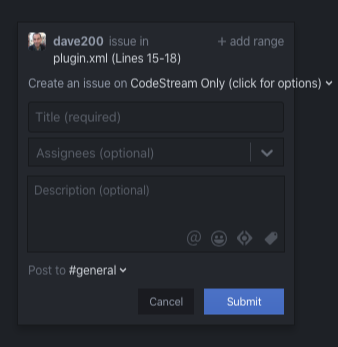 dave200 issue in + add range
plugin.xml (Lines 15-18)
Create an issue on CodeStream Only (click for options)
Title (required)
Assignees (optional)
Description (optional)
@
Post to #general
Cancel Submit